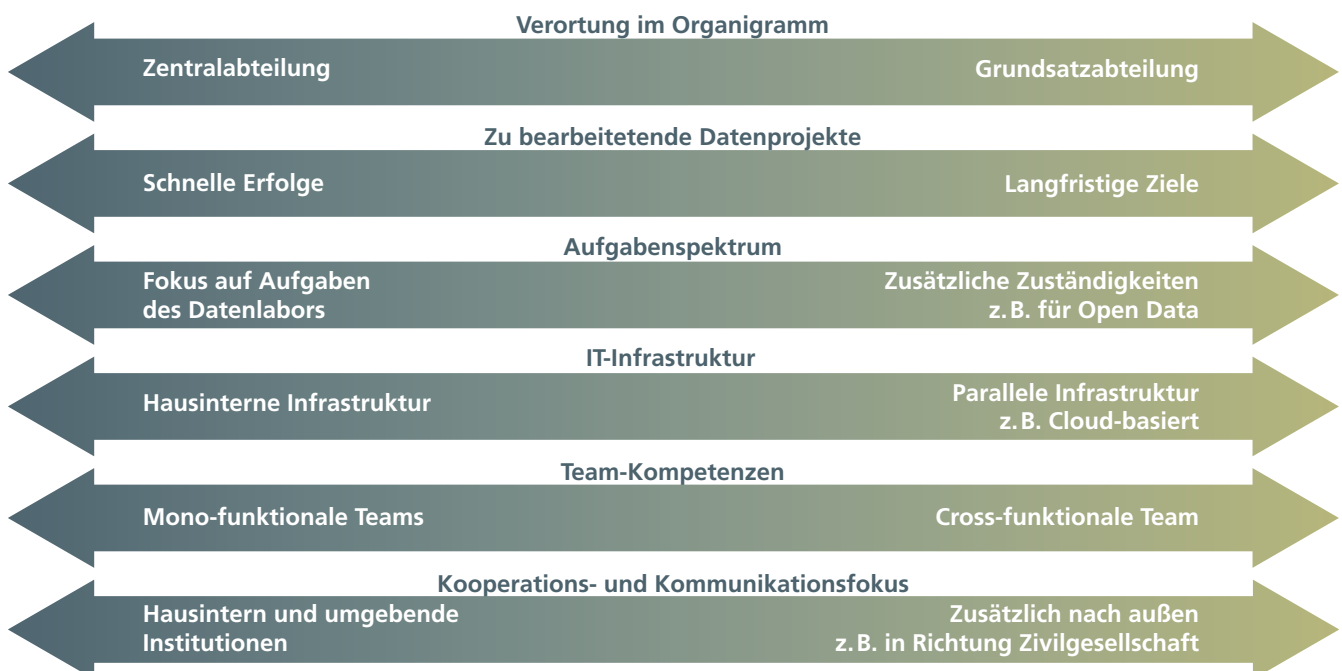 Verortung im Organigramm
Zentralabteilung
Grundsatzabteilung
Zu bearbeitetende Datenprojekte
Schnelle Erfolge
Langfristige Ziele
Aufgabenspektrum
Fokus auf Aufgaben
des Datenlabors
Zusätzliche Zuständigkeiten
z. B. für Open Data
IT-Infrastruktur
Hausinterne Infrastruktur
Parallele Infrastruktur
z. B. Cloud-basiert
Team-Kompetenzen
Mono-funktionale Teams
Cross-funktionale Team
Kooperations- und Kommunikationsfokus
Hausintern und umgebende
Institutionen
Zusätzlich nach außen
z. B. in Richtung Zivilgesellschaft